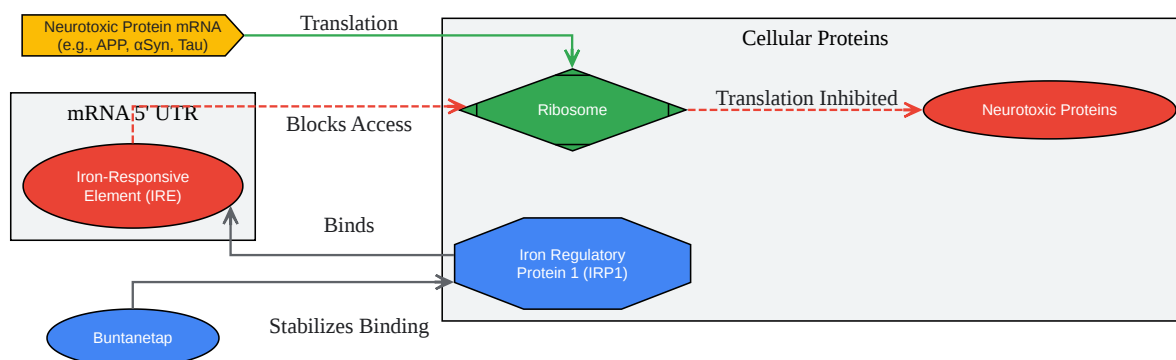 Neurotoxic Protein mRNA
(e.g., APP, αSyn, Tau)
Translation
Cellular Proteins
mRNA 5' UTR
Blocks Access
Ribosome
Translation Inhibited
Neurotoxic Proteins
Iron-Responsive
Element (IRE)
Binds
Iron Regulatory
Protein 1 (IRP1)
Stabilizes Binding
Buntanetap